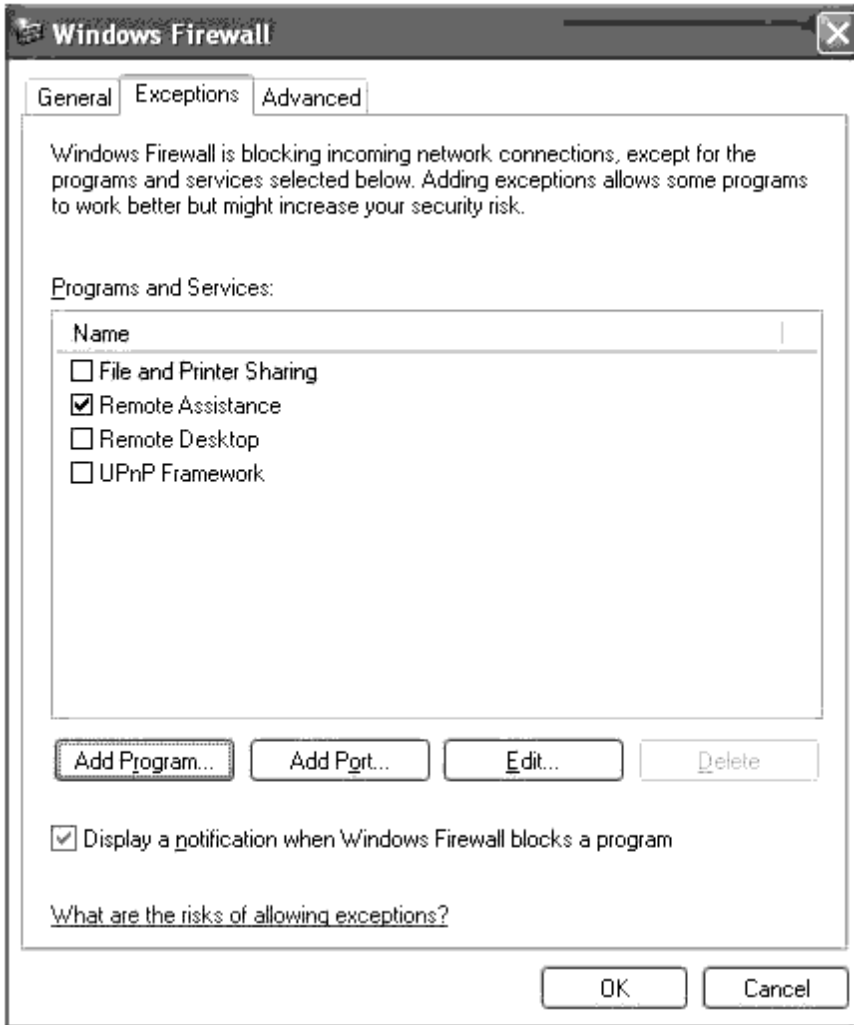 Windows Firewall
General Exceptions Advanced
Windows Firewall is blocking incoming network connections, except for the
programs and services selected below. Adding exceptions allows some programs
to work better but might increase your security risk.
Programs and Services:
Name
File and Printer Sharing
Remote Assistance
Remote Desktop
UPnP Framework
Add Program... Add Port... Edit... Delete
Display a notification when Windows Firewall blocks a program
What are the risks of allowing exceptions?
OK Cancel